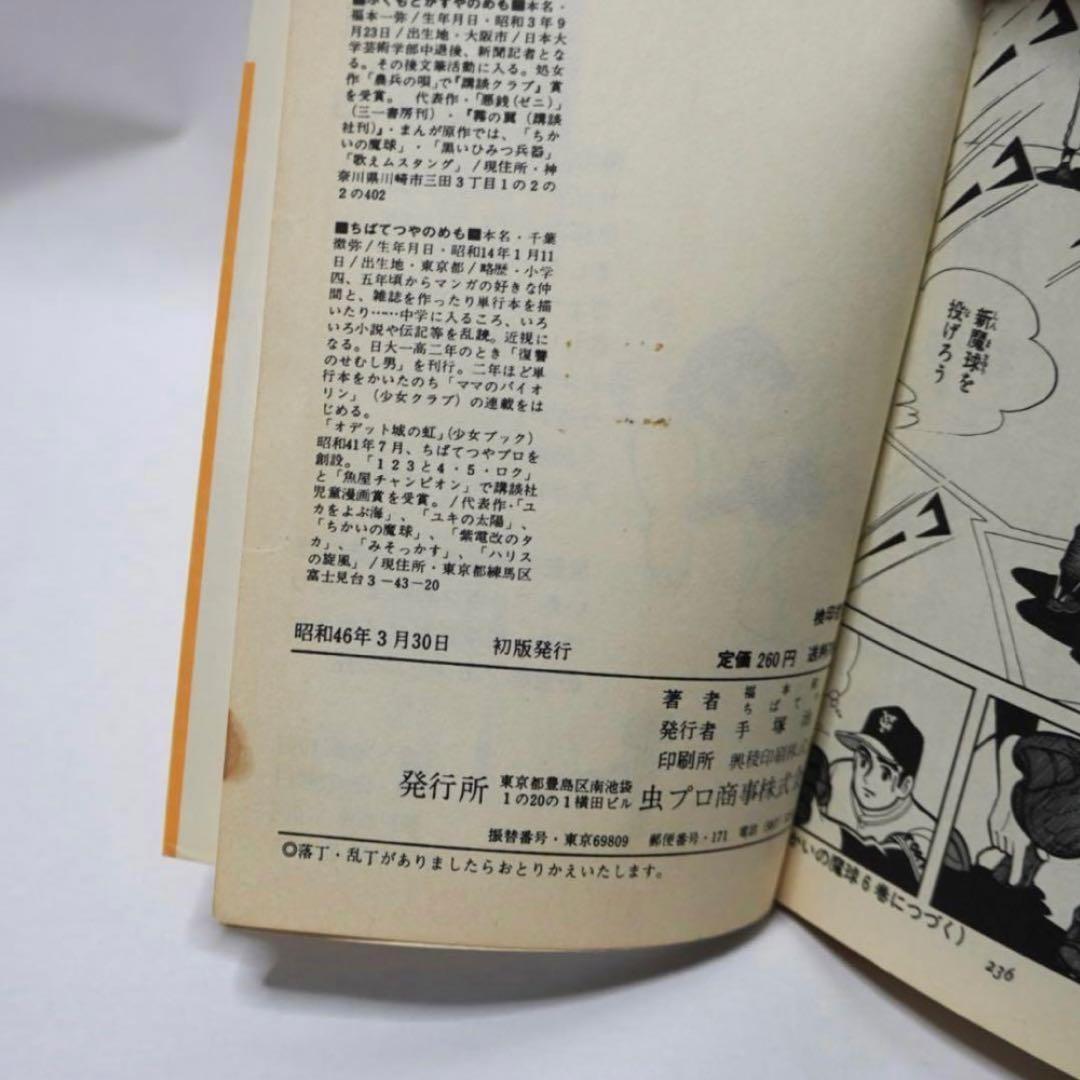 ■ふくもとかずやのめも■本名・
福本一弥/生年月日・昭和3年9
月23日/出生地・大阪市/日本大
学芸術学部中退後、新聞記者とな
る。その後文筆活動に入る。処女
作「農兵の唄」で『講談クラブ』賞
を受賞。 代表作・「悪銭(ゼニ)」
(三一書房刊)・『霧の翼(講談
社刊)』・まんが原作では、「ちか
いの魔球」・「黒いひみつ兵器」
「歌えムスタング」/現住所・神
奈川県川崎市三田3丁目1の2の
2の402
■ちばてつやのめも■本名・千葉
徹弥/生年月日・昭和14年1月11
日/出生地・東京都/略歴・小学
四、五年頃からマンガの好きな仲
間と、雑誌を作ったり単行本を描
いたり……中学に入るころ、いろ
いろ小説や伝記等を乱読。近視に
なる。日大一高二年のとき「復讐
のせむし男」を刊行。二年ほど単
行本をかいたのち「ママのバイオ
リン」(少女クラブ)の連載をは
じめる。
「オデット城の虹」(少女ブック)
昭和41年7月、ちばてつやプロを
創設。「123と4・5・ロク」
と「魚屋チャンピオン」で講談社
児童漫画賞を受賞。/代表作・「ユ
カをよぶ海」、「ユキの太陽」、
「ちかいの魔球」、「紫電改のタ
カ」、「みそっかす」、「ハリス
の旋風」/現住所・東京都練馬区
富士見台3-43-20
検印
昭和46年3月30日 初版発行
定価 260円 送料
著者 福本
ちばて
発行者 手塚
印刷所 興稜印刷株式
発行所 東京都豊島区南池袋
1の20の1横田ビル 虫プロ商事株式
振替番号・東京69809 郵便番号・171 電話
◎落丁・乱丁がありましたらおとりかえいたします。
新魔球を
投げろう
かいの魔球6巻につづく)
236